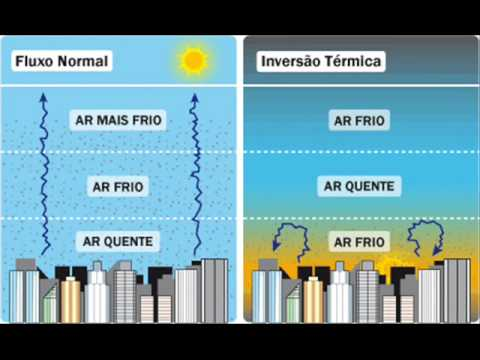 Fluxo Normal
AR MAIS FRIO
AR FRIO
AR QUENTE
Inversão Térmica
AR FRIO
AR QUENTE
AR FRIO